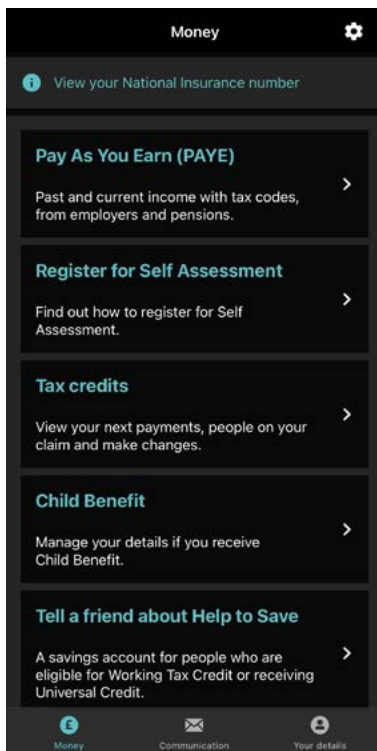 Money
View your National Insurance number
Pay As You Earn (PAYE)
Past and current income with tax codes,
from employers and pensions.
Register for Self Assessment
Find out how to register for Self
Assessment.
Tax credits
View your next payments, people on your
claim and make changes.
Child Benefit
Manage your details if you receive
Child Benefit.
Tell a friend about Help to Save
A savings account for people who are
eligible for Working Tax Credit or receiving
Universal Credit.
£
Money Communication Your details